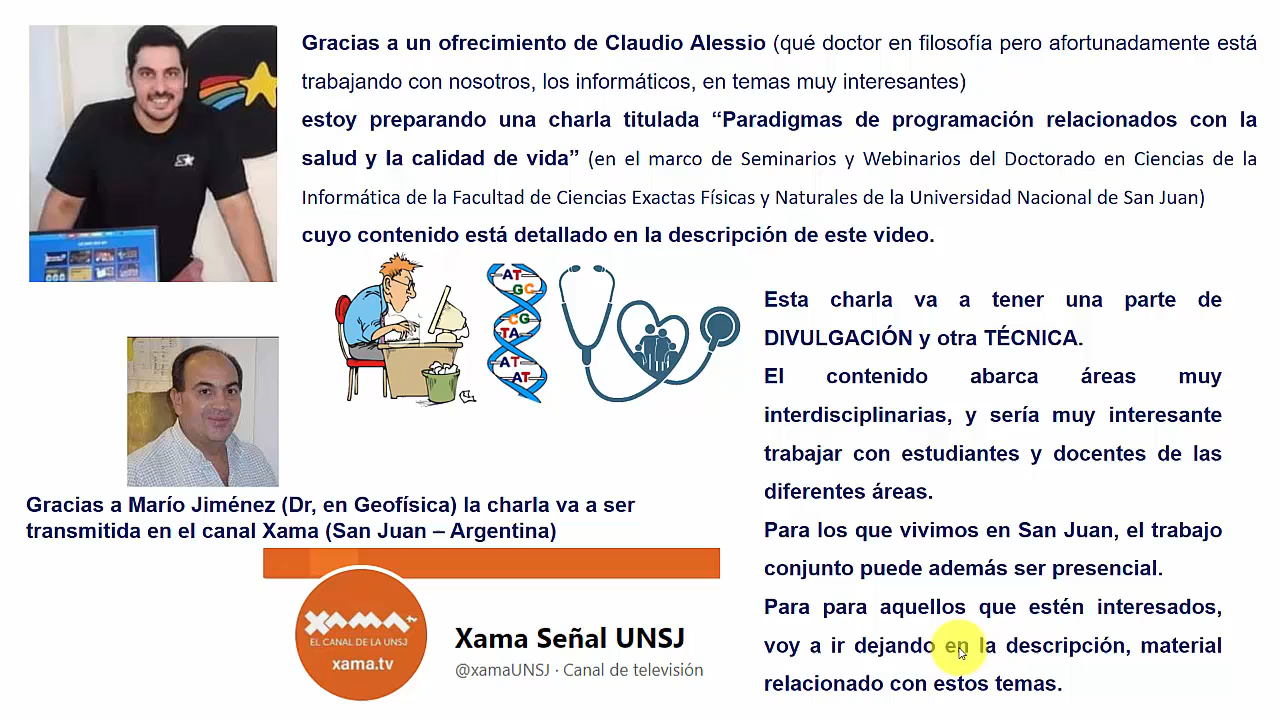 Gracias a un ofrecimiento de Claudio Alessio (qué doctor en filosofía pero afortunadamente está
trabajando con nosotros, los informáticos, en temas muy interesantes)
estoy preparando una charla titulada “Paradigmas de programación relacionados con la
salud y la calidad de vida” (en el marco de Seminarios y Webinarios del Doctorado en Ciencias de la
Informática de la Facultad de Ciencias Exactas Físicas y Naturales de la Universidad Nacional de San Juan)
cuyo contenido está detallado en la descripción de este video.
AT
GC
CG
TA
AT
AT
Esta charla va a tener una parte de
DIVULGACIÓN y otra TÉCNICA.
El contenido abarca áreas muy
interdisciplinarias, y sería muy interesante
trabajar con estudiantes y docentes de las
diferentes áreas.
Para los que vivimos en San Juan, el trabajo
conjunto puede además ser presencial.
Para para aquellos que estén interesados,
voy a ir dejando en la descripción, material
relacionado con estos temas.
Gracias a Marío Jiménez (Dr, en Geofísica) la charla va a ser
transmitida en el canal Xama (San Juan – Argentina)
XAMA tv
EL CANAL DE LA UNSJ
xama.tv
Xama Señal UNSJ
@xamaUNSJ · Canal de televisión